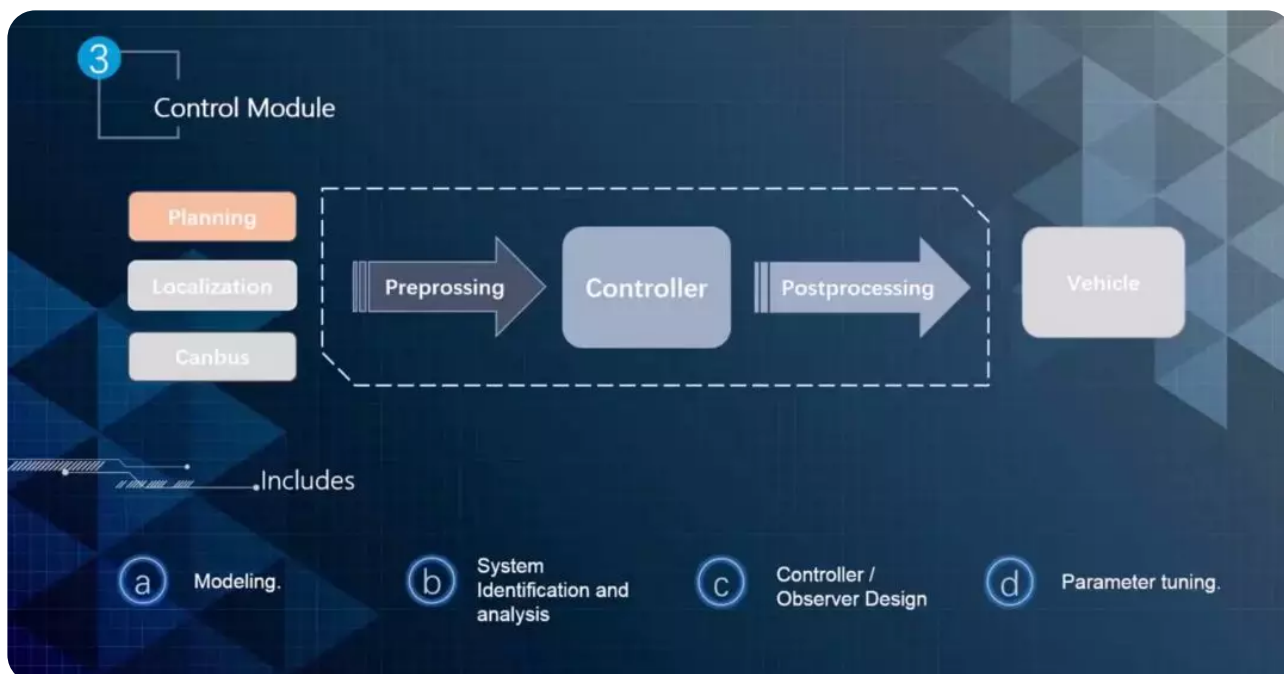 3
Control Module
Planning
Localization
Canbus
Preprossing
Controller
Postprocessing
Vehicle
Includes
a
Modeling.
b
System
Identification and
analysis
c
Controller /
Observer Design
d
Parameter tuning.